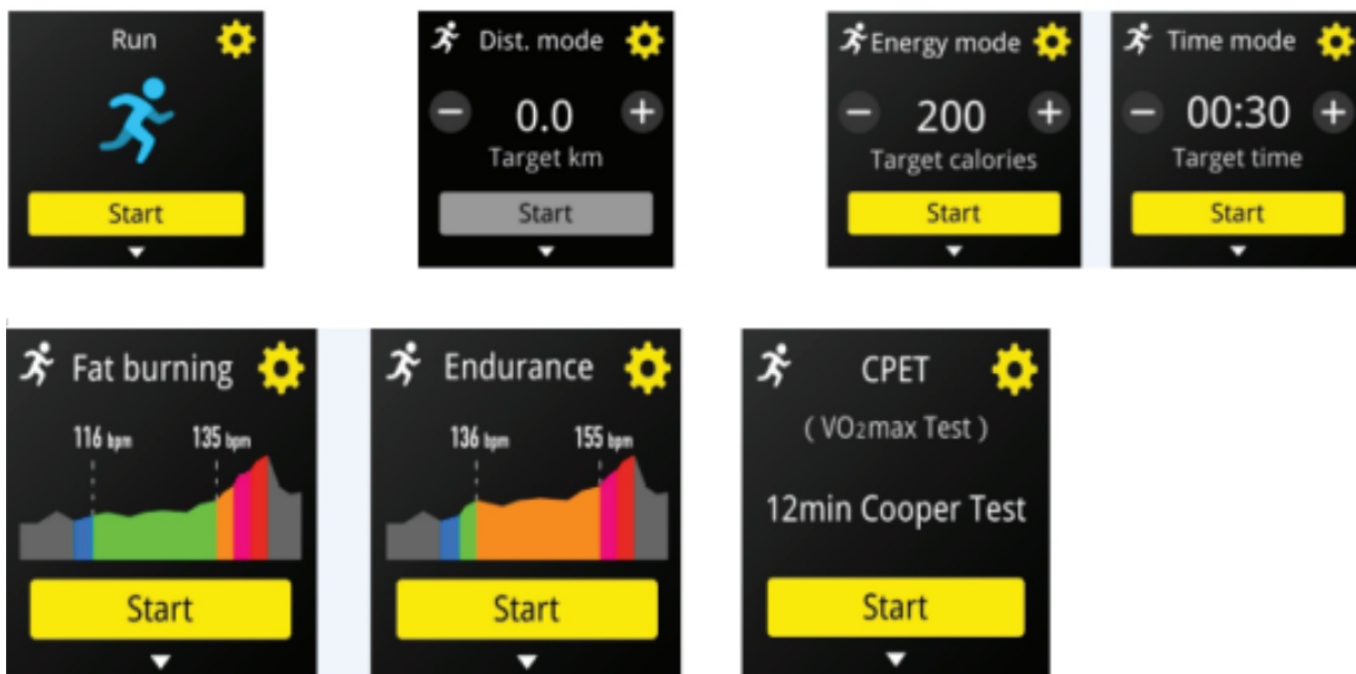 Run
Start
Dist. mode
0.0
Target km
Start
Energy mode
200
Target calories
Start
Time mode
00:30
Target time
Start
Fat burning
116 bpm 135 bpm
Start
Endurance
136 bpm 155 bpm
Start
CPET
( VO2max Test )
12min Cooper Test
Start